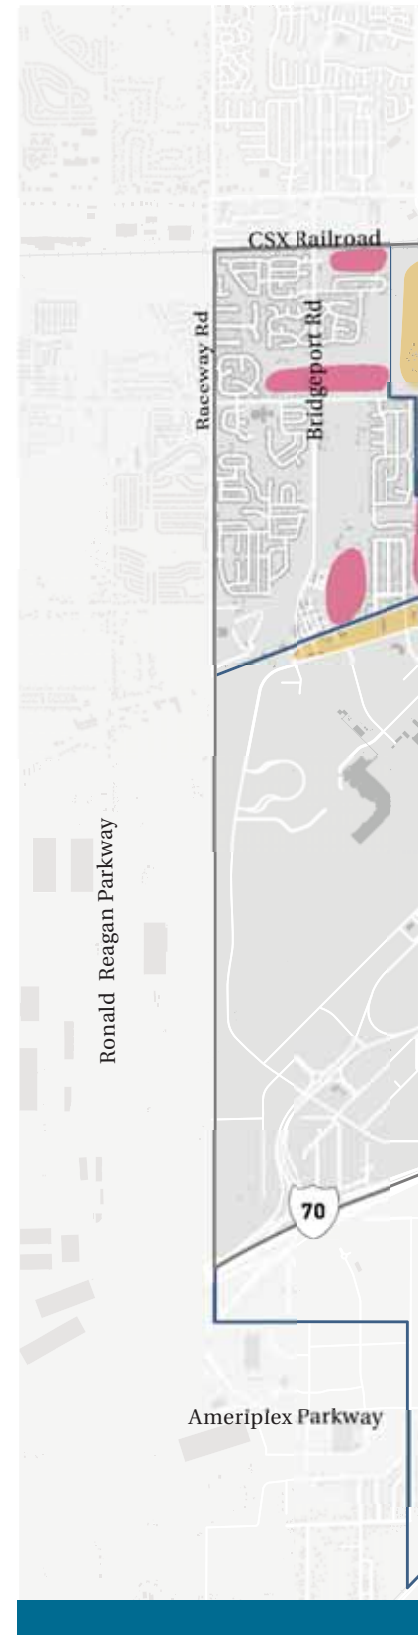 CSX Railroad
Raceway Rd
Bridgeport Rd
Ronald Reagan Parkway
70
Ameriplex Parkway